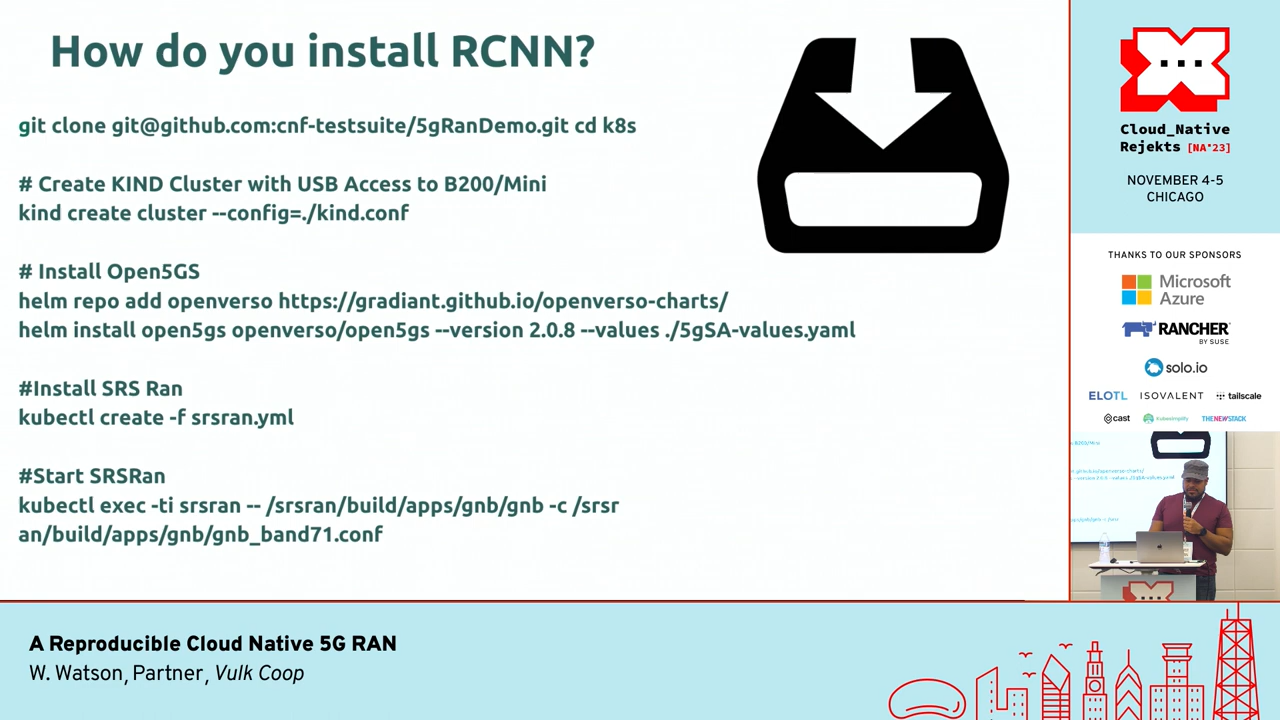 How do you install RCNN?
git clone git@github.com:cnf-testsuite/5gRanDemo.git cd k8s
# Create KIND Cluster with USB Access to B200/Mini
kind create cluster --config=./kind.conf
# Install Open5GS
helm repo add openverso https://gradiant.github.io/openverso-charts/
helm install open5gs openverso/open5gs --version 2.0.8 --values ./5gSA-values.yaml
#Install SRS Ran
kubectl create -f srsran.yml
#Start SRSRan
kubectl exec -ti srsran -- /srsran/build/apps/gnb/gnb -c /srsr
an/build/apps/gnb/gnb_band71.conf
Cloud_Native
Rejekts [NA'23]
NOVEMBER 4-5
CHICAGO
THANKS TO OUR SPONSORS
Microsoft
Azure
RANCHER
BY SUSE
solo.io
ELOTL ISOVALENT tailscale
cast Kubesimplify THENEWSTACK
A Reproducible Cloud Native 5G RAN
W. Watson, Partner, Vulk Coop